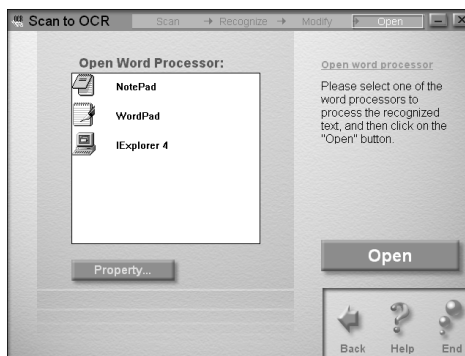 Scan to OCR
Scan → Recognize → Modify Open
Open Word Processor:
NotePad
WordPad
IExplorer 4
Property...
Open word processor
Please select one of the
word processors to
process the recognized
text, and then click on the
"Open" button.
Open
Back Help End